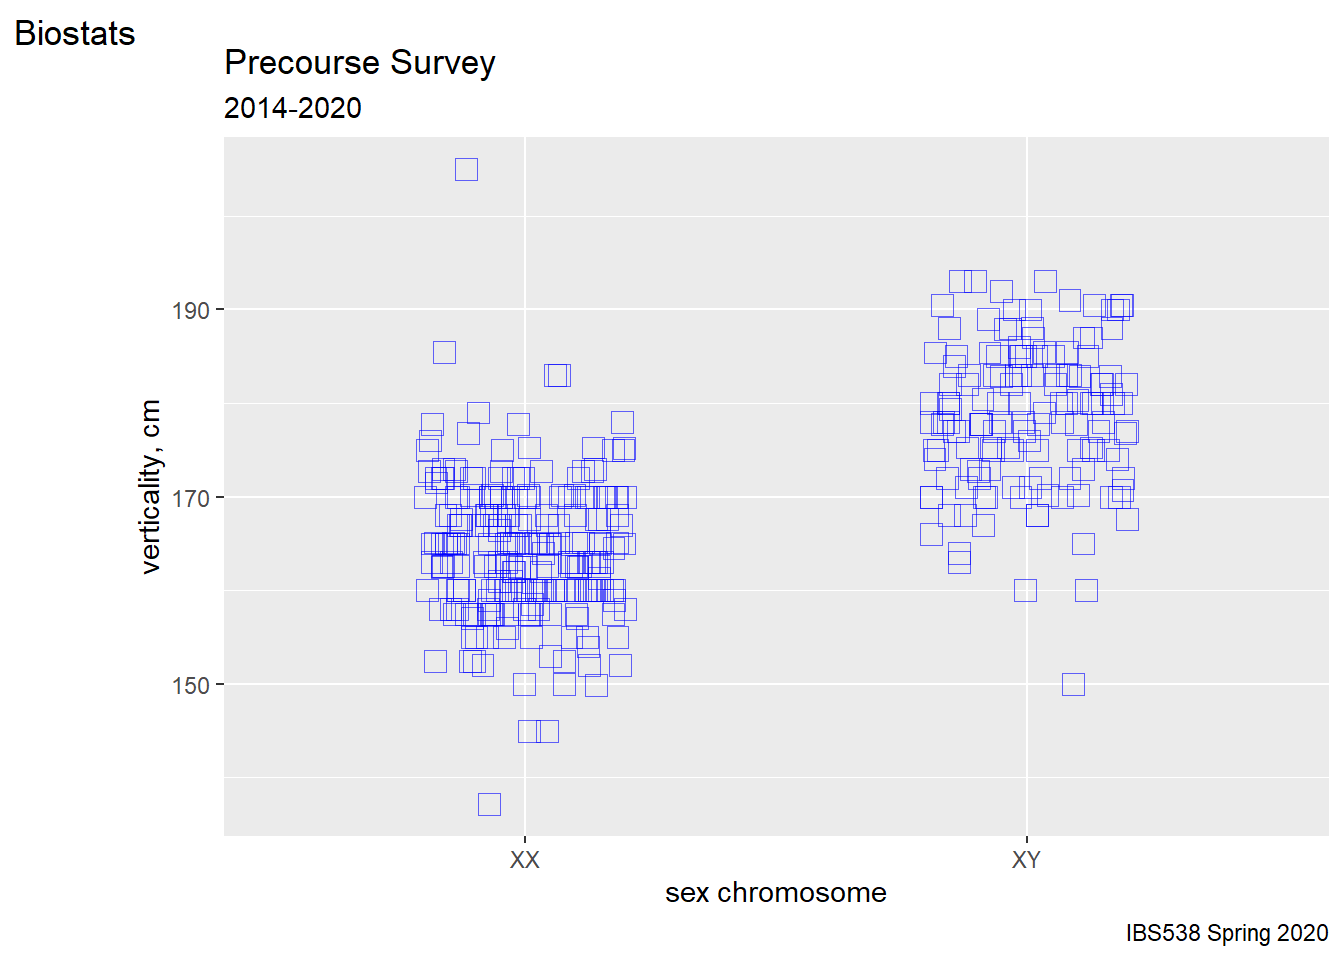 Biostats
Precourse Survey
2014-2020
verticality, cm
190
170
150
XX
XY
sex chromosome
IBS538 Spring 2020